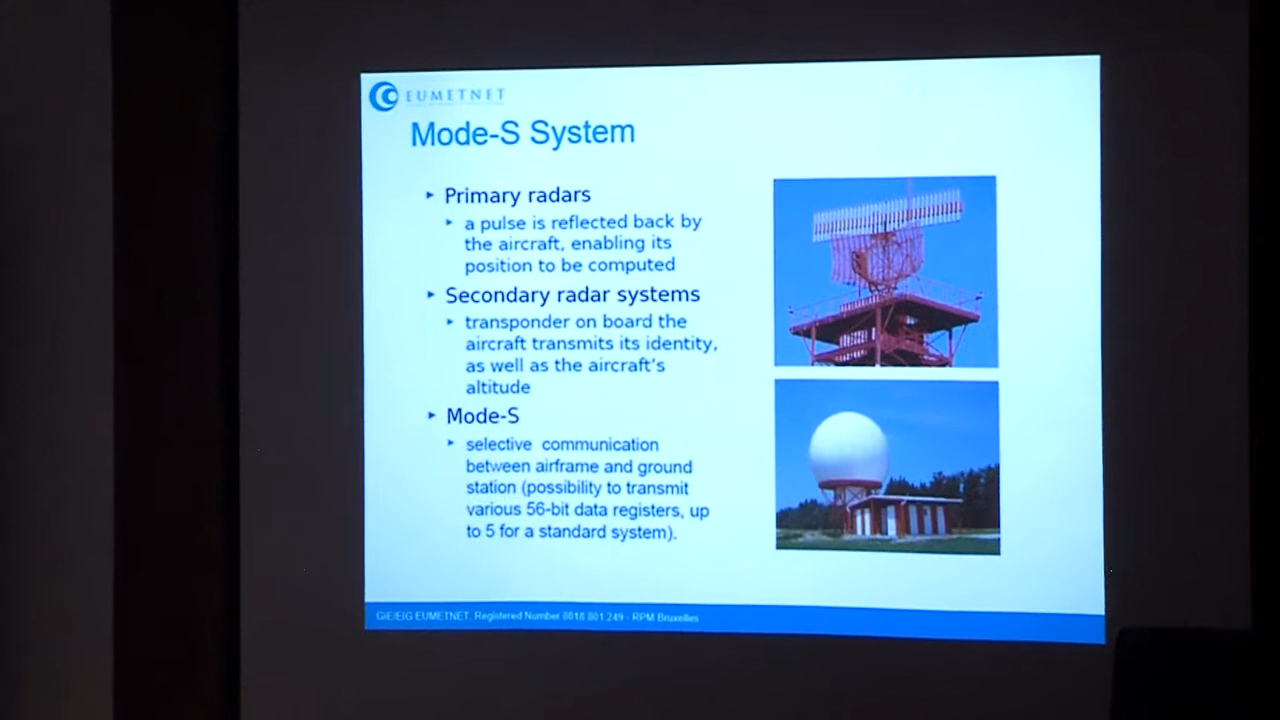 EUMETNET
Mode-S System
Primary radars
a pulse is reflected back by
the aircraft, enabling its
position to be computed
Secondary radar systems
transponder on board the
aircraft transmits its identity,
as well as the aircraft's
altitude
Mode-S
selective communication
between airframe and ground
station (possibility to transmit
various 56-bit data registers, up
to 5 for a standard system).
GIE/EIG EUMETNET. Registered Number 0818.801.249 - RPM Bruxelles